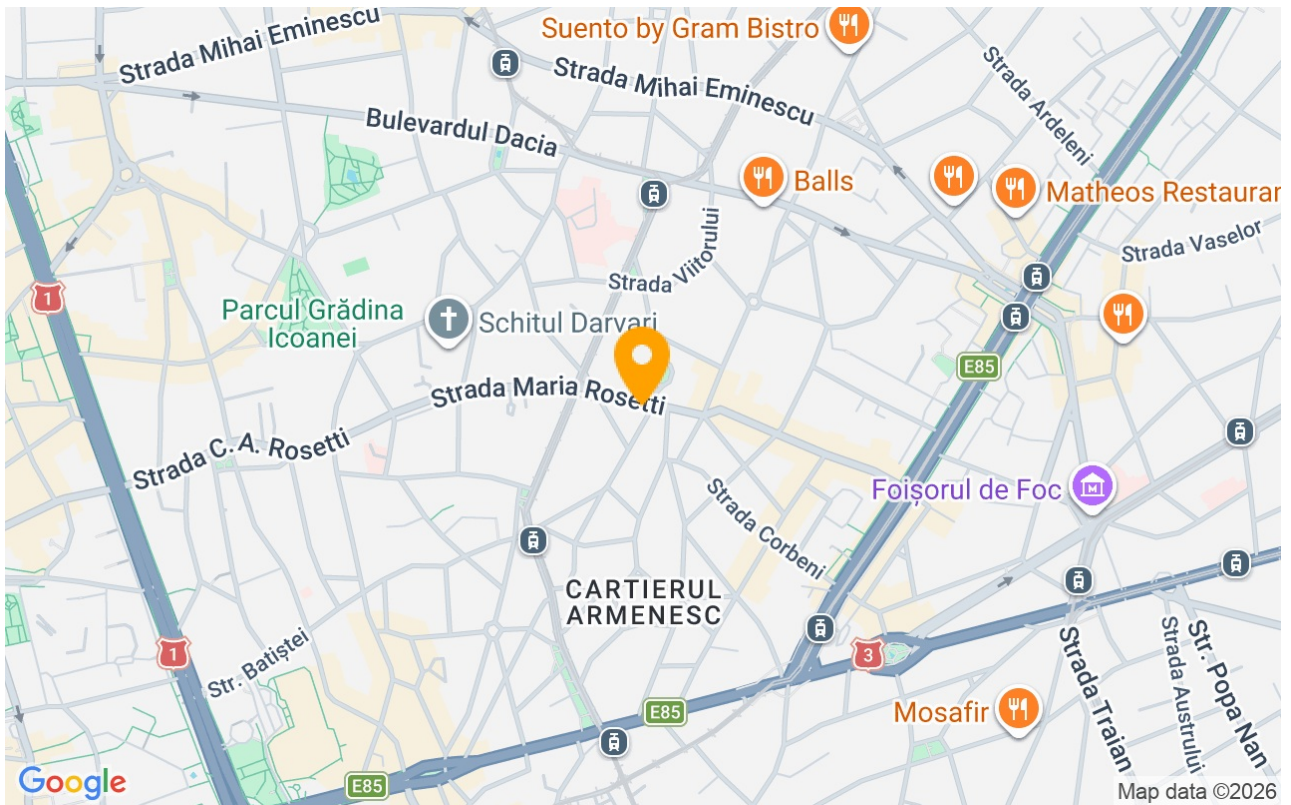 Suento by Gram Bistro
Strada Mihai Eminescu
Strada Mihai Eminescu
Strada Ardeleni
Bulevardul Dacia
Balls
Matheos Restaurar
Strada Viitorului
Strada Vaselor
1
Parcul Grădina
Icoanei
Schitul Darvari
E85
Strada Maria Rosetti
Strada C. A. Rosetti
Foișorul de Foc
M
Strada Corbeni
CARTIERUL
ARMENESC
1
Str. Batiștei
3
Strada Traian
Strada Austrului
Str. Popa Nan
E85
Mosafir
E85
Google
Map data ©2026